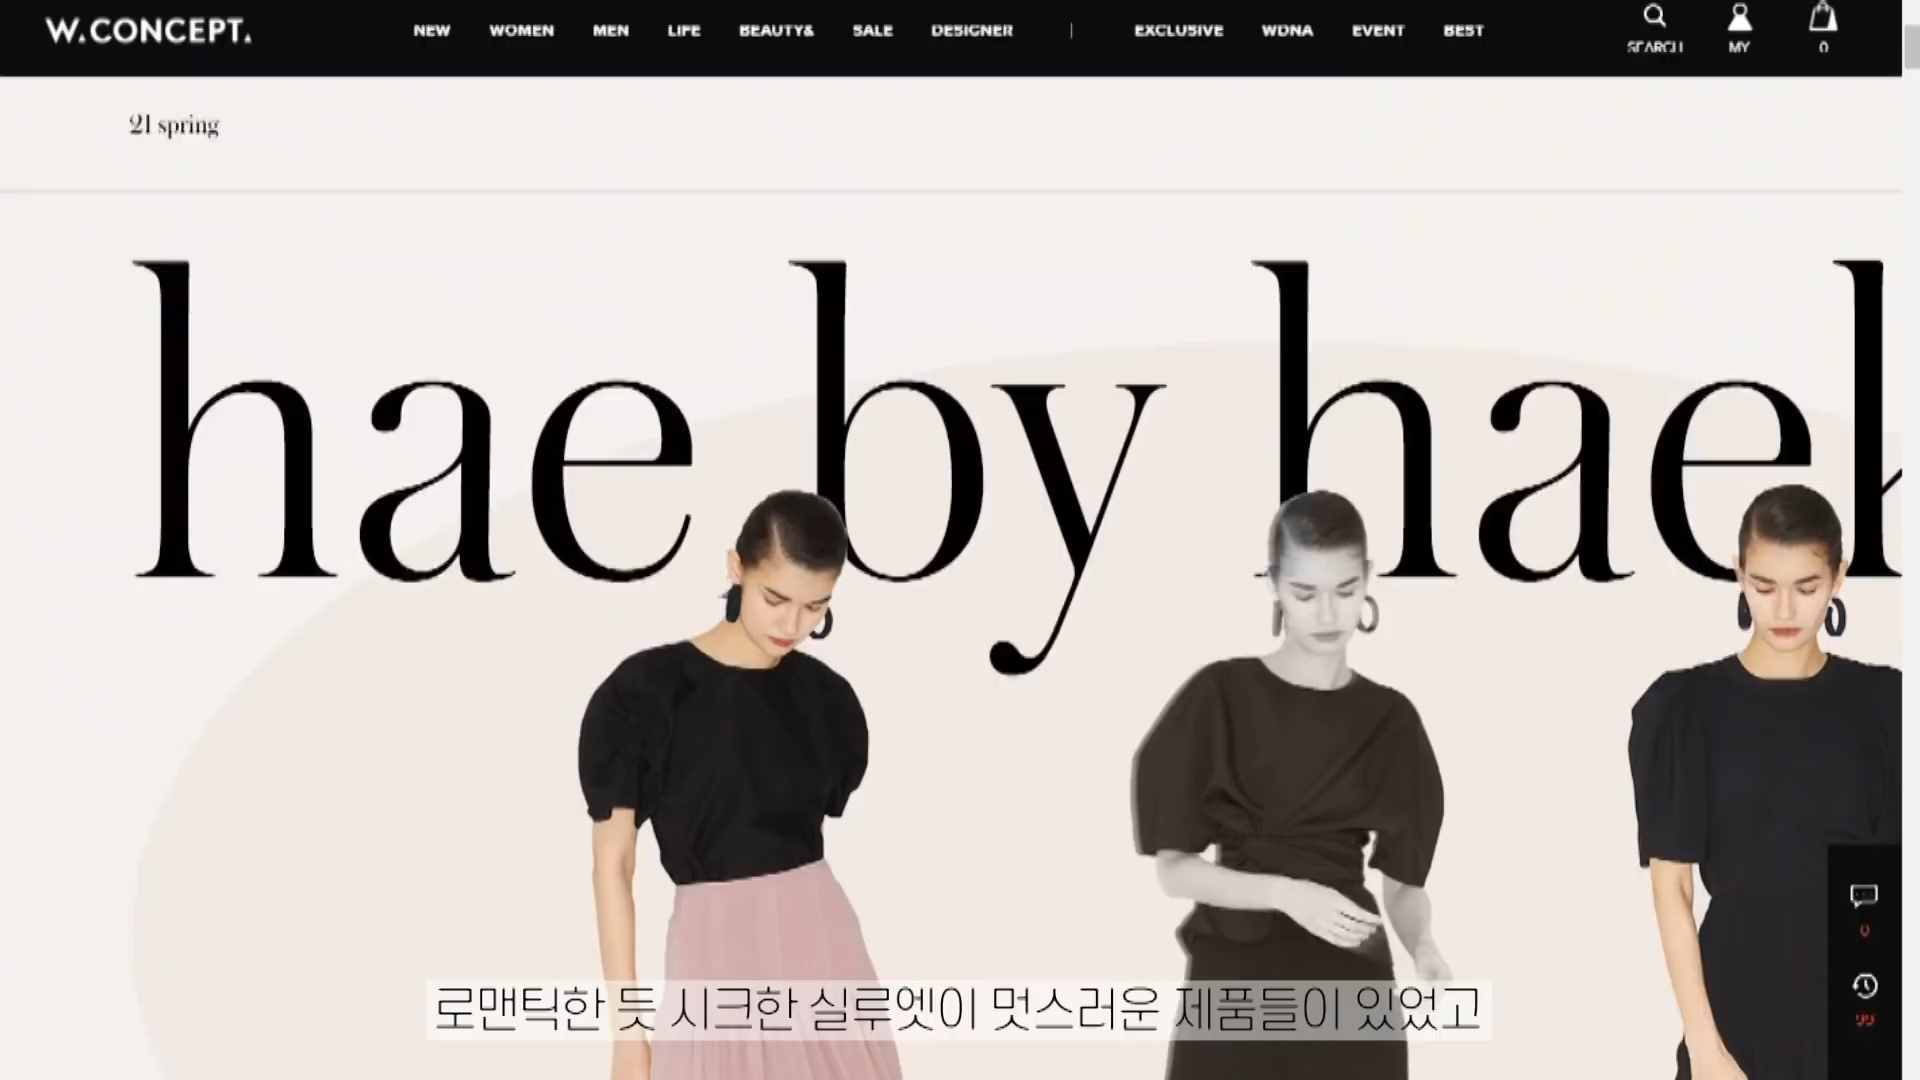 W.CONCEPT.
NEW WOMEN MEN LIFE BEAUTY& SALE DESIGNER | EXCLUSIVE WDNA EVENT BEST
SEARCH MY 0
21 spring
hae by haek
0
99
로맨틱한 듯 시크한 실루엣이 멋스러운 제품들이 있었고